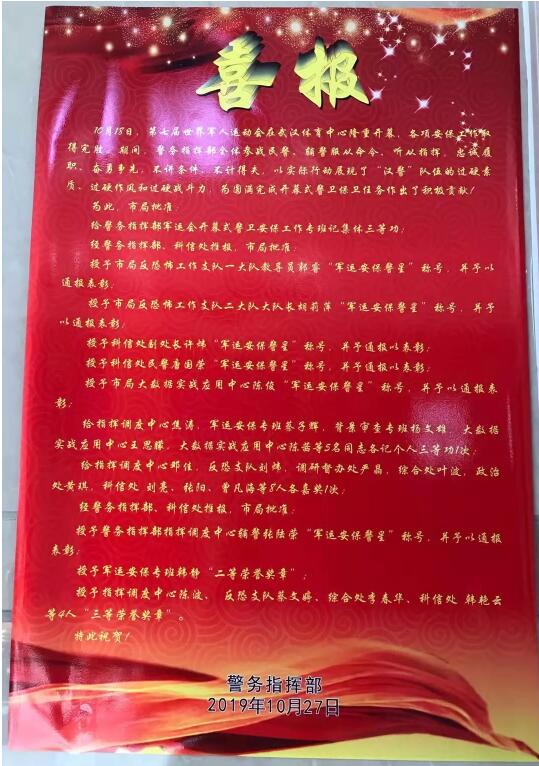 喜报
10月18日，第七届世界军人运动会在武汉体育中心隆重开幕，各项安保工作取
得完胜。期间，警务指挥部全体参战民警、辅警服从命令、听从指挥，忠诚履
职、奋勇争先，不讲条件、不计得失，以实际行动展现了“汉警”队伍的过硬素
质、过硬作风和过硬战斗力，为圆满完成开幕式警卫保卫任务作出了积极贡献！
为此，市局批准：
给警务指挥部军运会开幕式警卫安保工作专班记集体三等功；
经警务指挥部、科信处推报，市局批准：
授予市局反恐怖工作支队一大队教导员郭睿“军运安保警星”称号，并予以
通报表彰；
授予市局反恐怖工作支队二大队大队长胡莉萍“军运安保警星”称号，并予
以通报表彰；
授予科信处副处长许炜“军运安保警星”称号，并予通报以表彰；
授予科信处民警唐国荣“军运安保警星”称号，并予通报以表彰；
授予市局大数据实战应用中心陈俊“军运安保警星”称号，并予以通报表
彰；
给指挥调度中心焦涛，军运安保专班蔡子辉，背景审查专班杨文雄，大数据
实战应用中心王思朦，大数据实战应用中心陈茜等5名同志各记个人三等功1次；
给指挥调度中心邹佳，反恐支队刘炜，调研督办处严晶，综合处叶波，政治
处黄琪，科信处 刘亮、张阳、曾凡海等8人各嘉奖1次；
经警务指挥部、科信处推报，市局批准：
授予警务指挥部指挥调度中心辅警张陆荣“军运安保警星”称号，并予以通报
表彰；
授予军运安保专班韩静“二等荣誉奖章”；
授予指挥调度中心陈波、 反恐支队蔡文婷、综合处李春华、科信处 韩艳云
等4人“三等荣誉奖章”。
特此祝贺！
警务指挥部
2019年10月27日